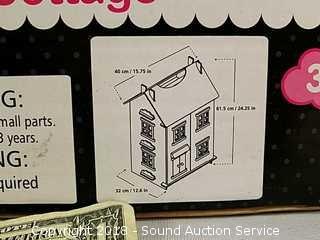 Cottage
40 cm / 15.75 in
61.5 cm / 24.25 in
32 cm / 12.6 in
G:
small parts.
3 years.
NG:
quired
3
Copyright 2018 - Sound Auction Service